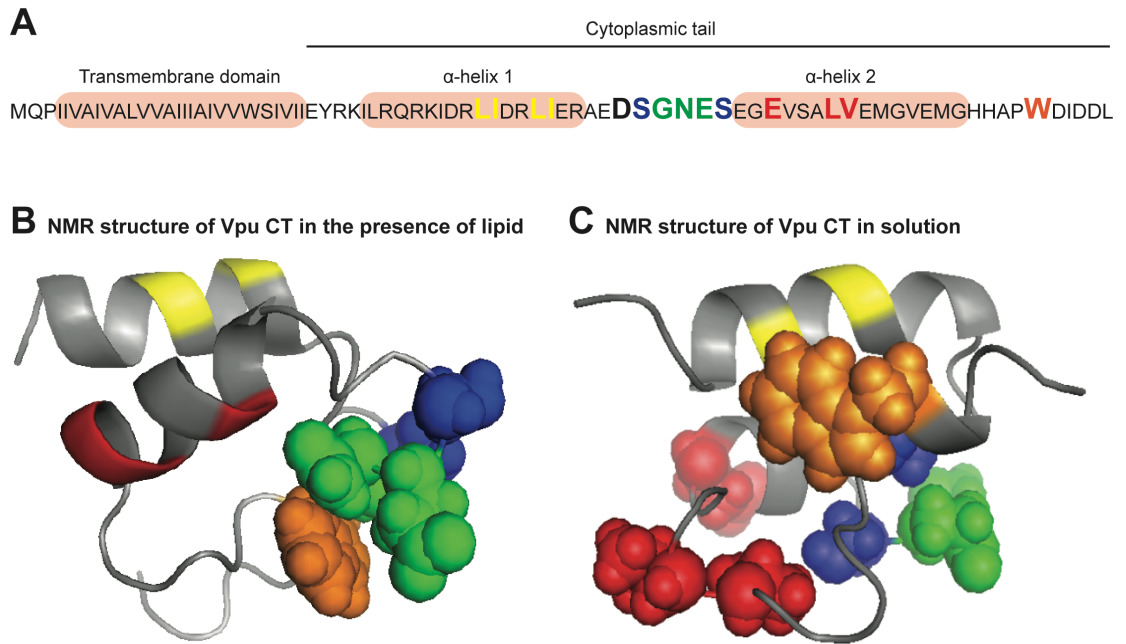 A
Cytoplasmic tail
Transmembrane domain α-helix 1 α-helix 2
MQPIIVAIVALVVAIIIAIVVWSIVIIEYRKILRQRKIDRLIDRLIERAEDSGNESEGEVSALVEMGVEMGHHAPWDIDDL
B NMR structure of Vpu CT in the presence of lipid
C NMR structure of Vpu CT in solution